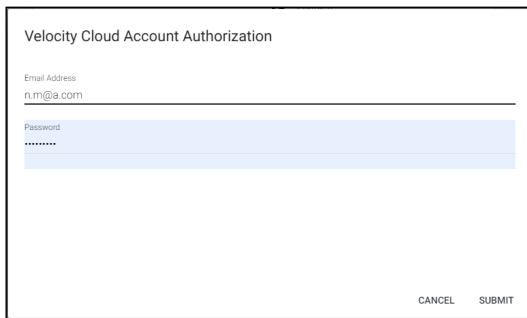 Velocity Cloud Account Authorization
Email Address
n.m@a.com
Password
•••••••••
CANCEL SUBMIT